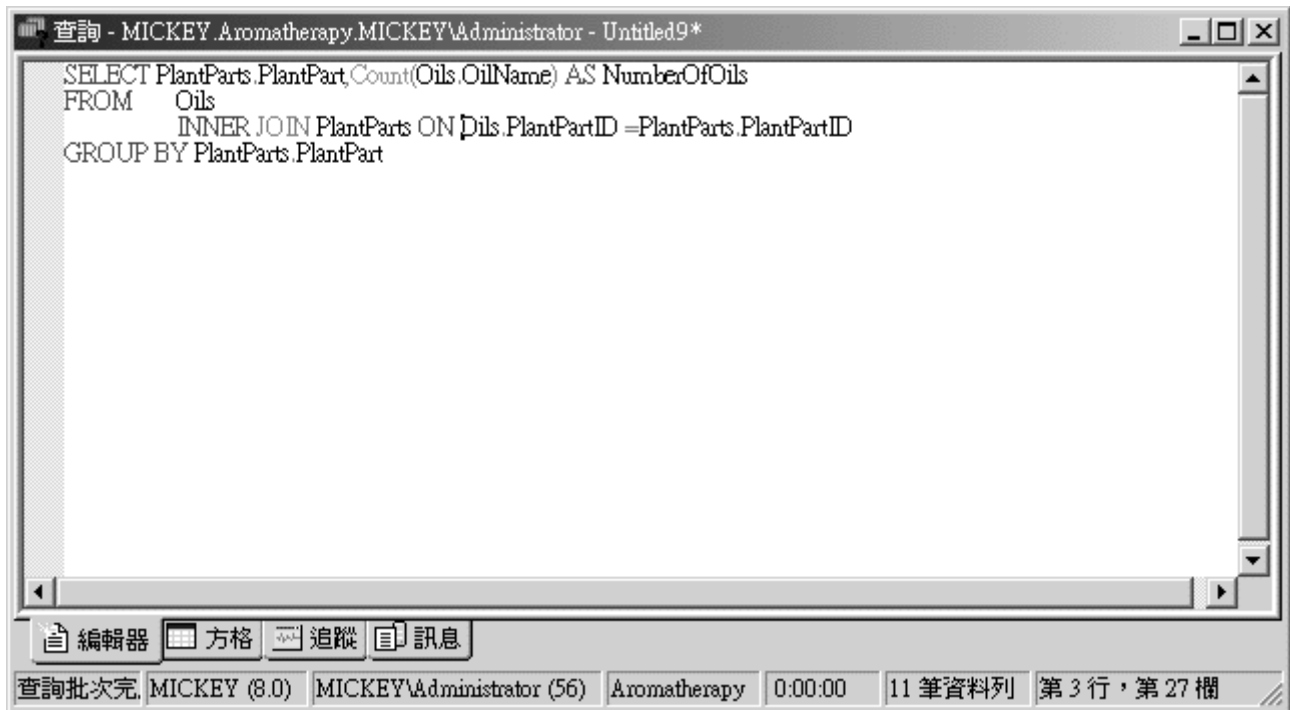 查詢 - MICKEY.Aromatherapy.MICKEY\Administrator - Untitled9*
SELECT PlantParts.PlantPart,Count(Oils.OilName) AS NumberOfOils
FROM Oils
INNER JOIN PlantParts ON Oils.PlantPartID =PlantParts.PlantPartID
GROUP BY PlantParts.PlantPart
編輯器 方格 追蹤 訊息
查詢批次完. MICKEY (8.0) MICKEY\Administrator (56) Aromatherapy 0:00:00 11 筆資料列 第 3 行，第 27 欄